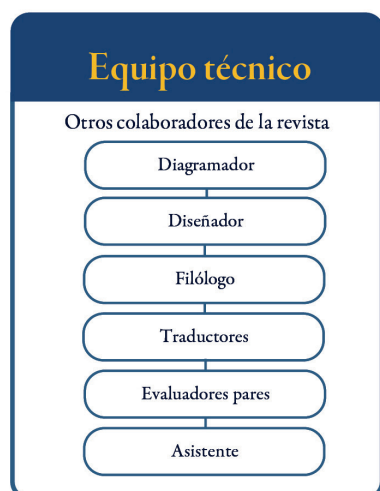 Equipo técnico
Otros colaboradores de la revista
Diagramador
Diseñador
Filólogo
Traductores
Evaluadores pares
Asistente